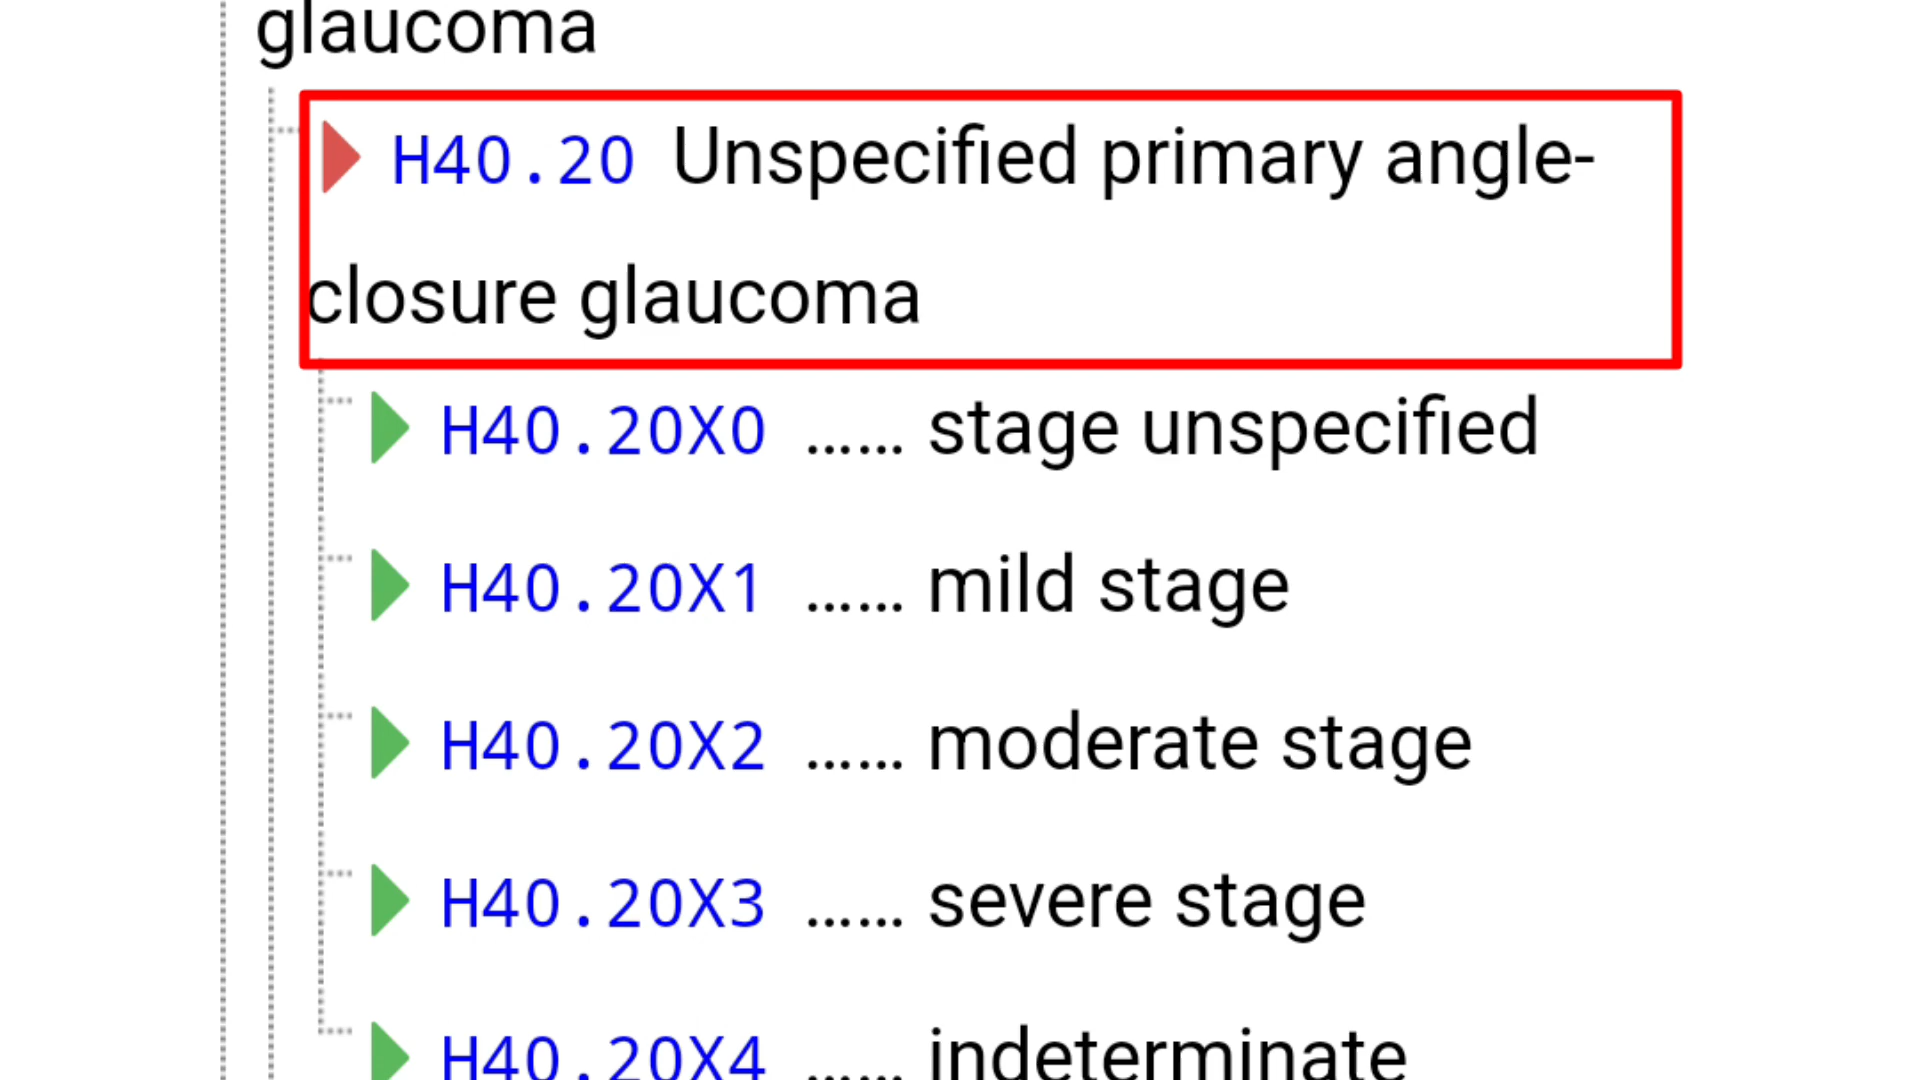 glaucoma
H40.20 Unspecified primary angle-
closure glaucoma
H40.20X0 ...... stage unspecified
H40.20X1 ...... mild stage
H40.20X2 ...... moderate stage
H40.20X3 ...... severe stage
H40.20X4 ...... indeterminate